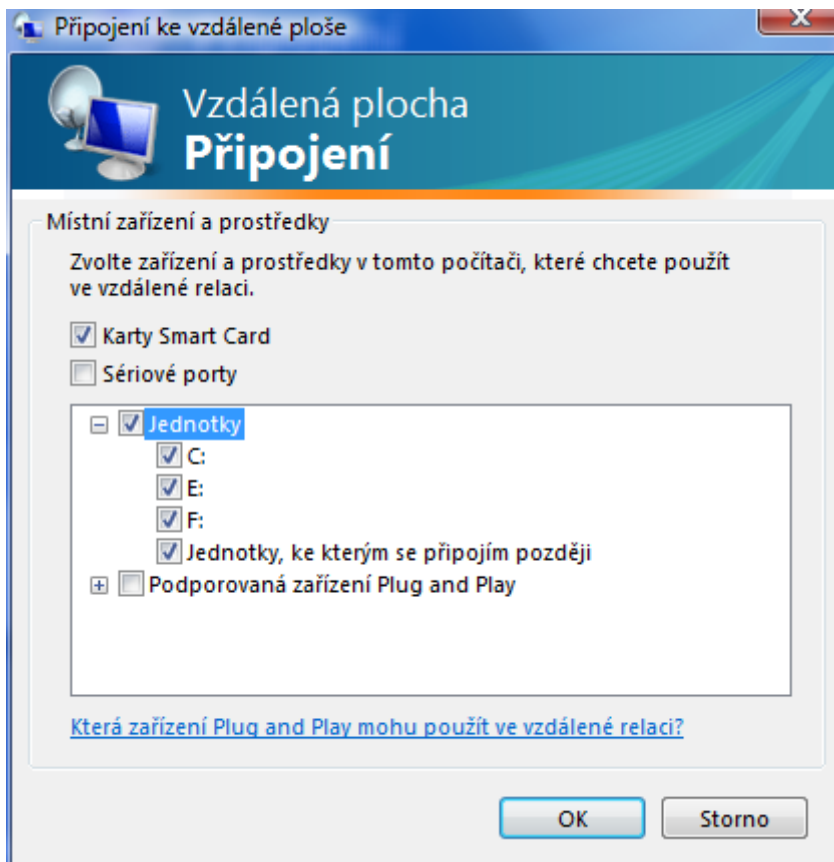 Připojení ke vzdálené ploše
Vzdálená plocha
Připojení
Místní zařízení a prostředky
Zvolte zařízení a prostředky v tomto počítači, které chcete použít
ve vzdálené relaci.
Karty Smart Card
Sériové porty
Jednotky
C:
E:
F:
Jednotky, ke kterým se připojím později
Podporovaná zařízení Plug and Play
Která zařízení Plug and Play mohu použít ve vzdálené relaci?
OK
Storno